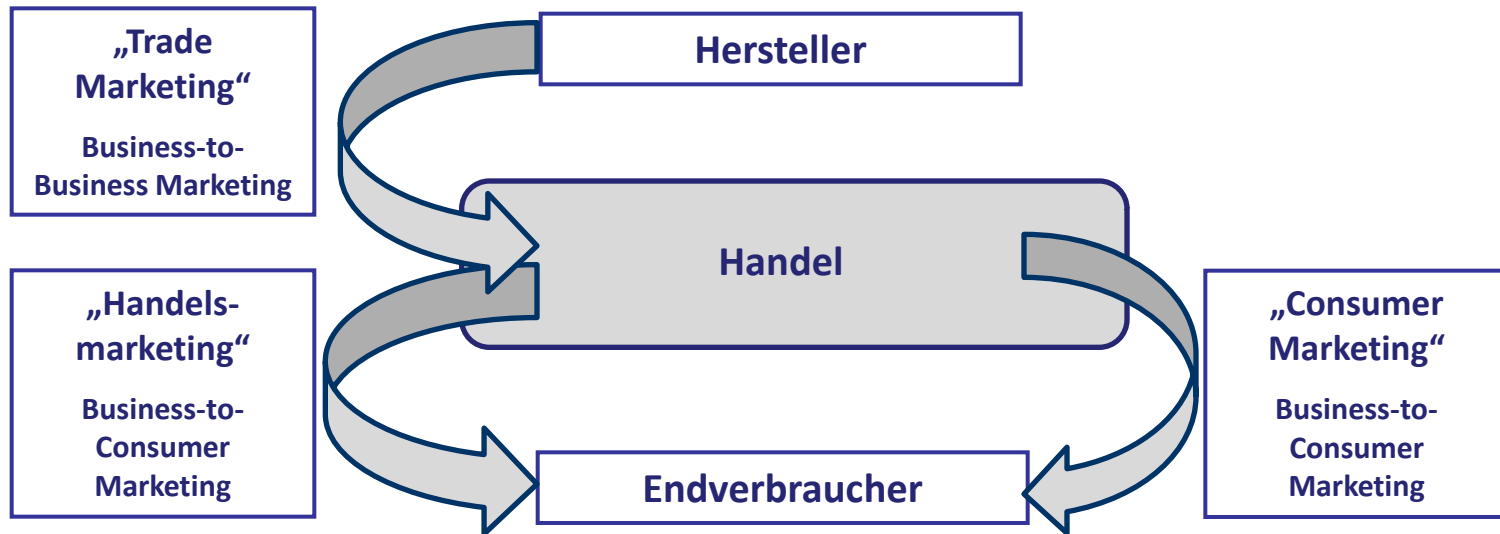 „Trade
Marketing“
Business-to-
Business Marketing
Hersteller
Handel
„Handels-
marketing“
Business-to-
Consumer
Marketing
„Consumer
Marketing“
Business-to-
Consumer
Marketing
Endverbraucher